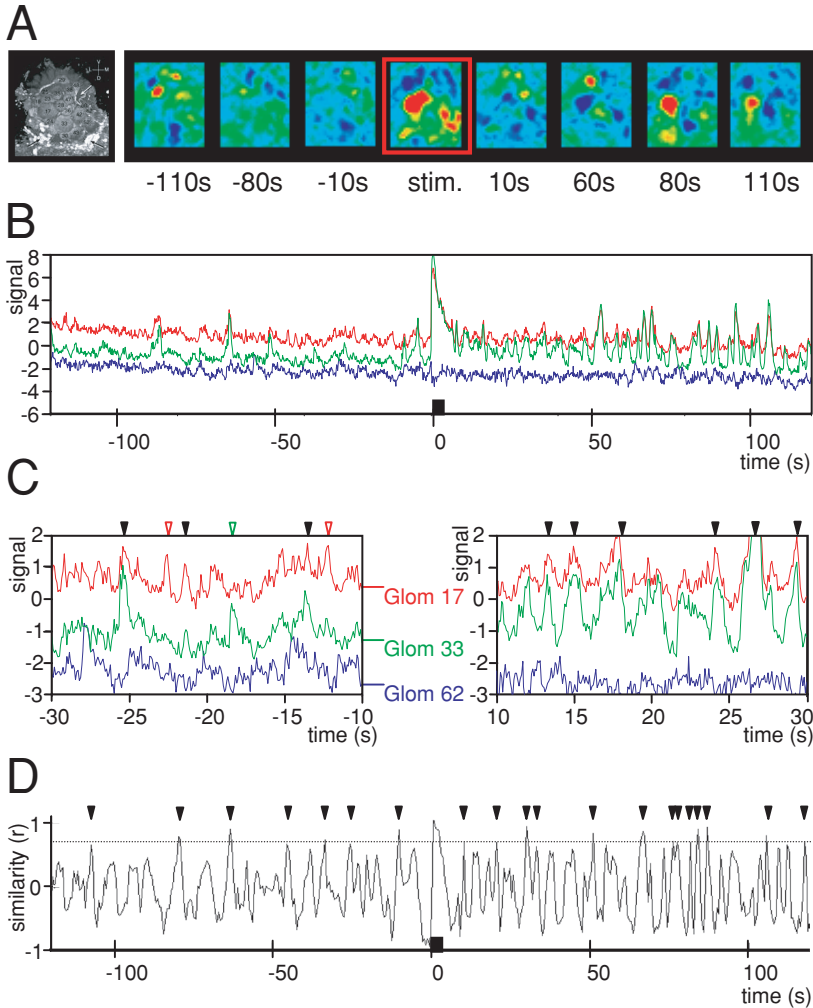 A
-110s -80s -10s stim. 10s 60s 80s 110s
B
signal
8
6
4
2
0
-2
-4
-6
-100 -50 0 50 100
time (s)
C
signal
2
1
0
-1
-2
-3
-30 -25 -20 -15 -10
time (s)
Glom 17
Glom 33
Glom 62
signal
2
1
0
-1
-2
-3
10 15 20 25 30
time (s)
D
similarity (r)
1
0
-1
-100 -50 0 50 100
time (s)